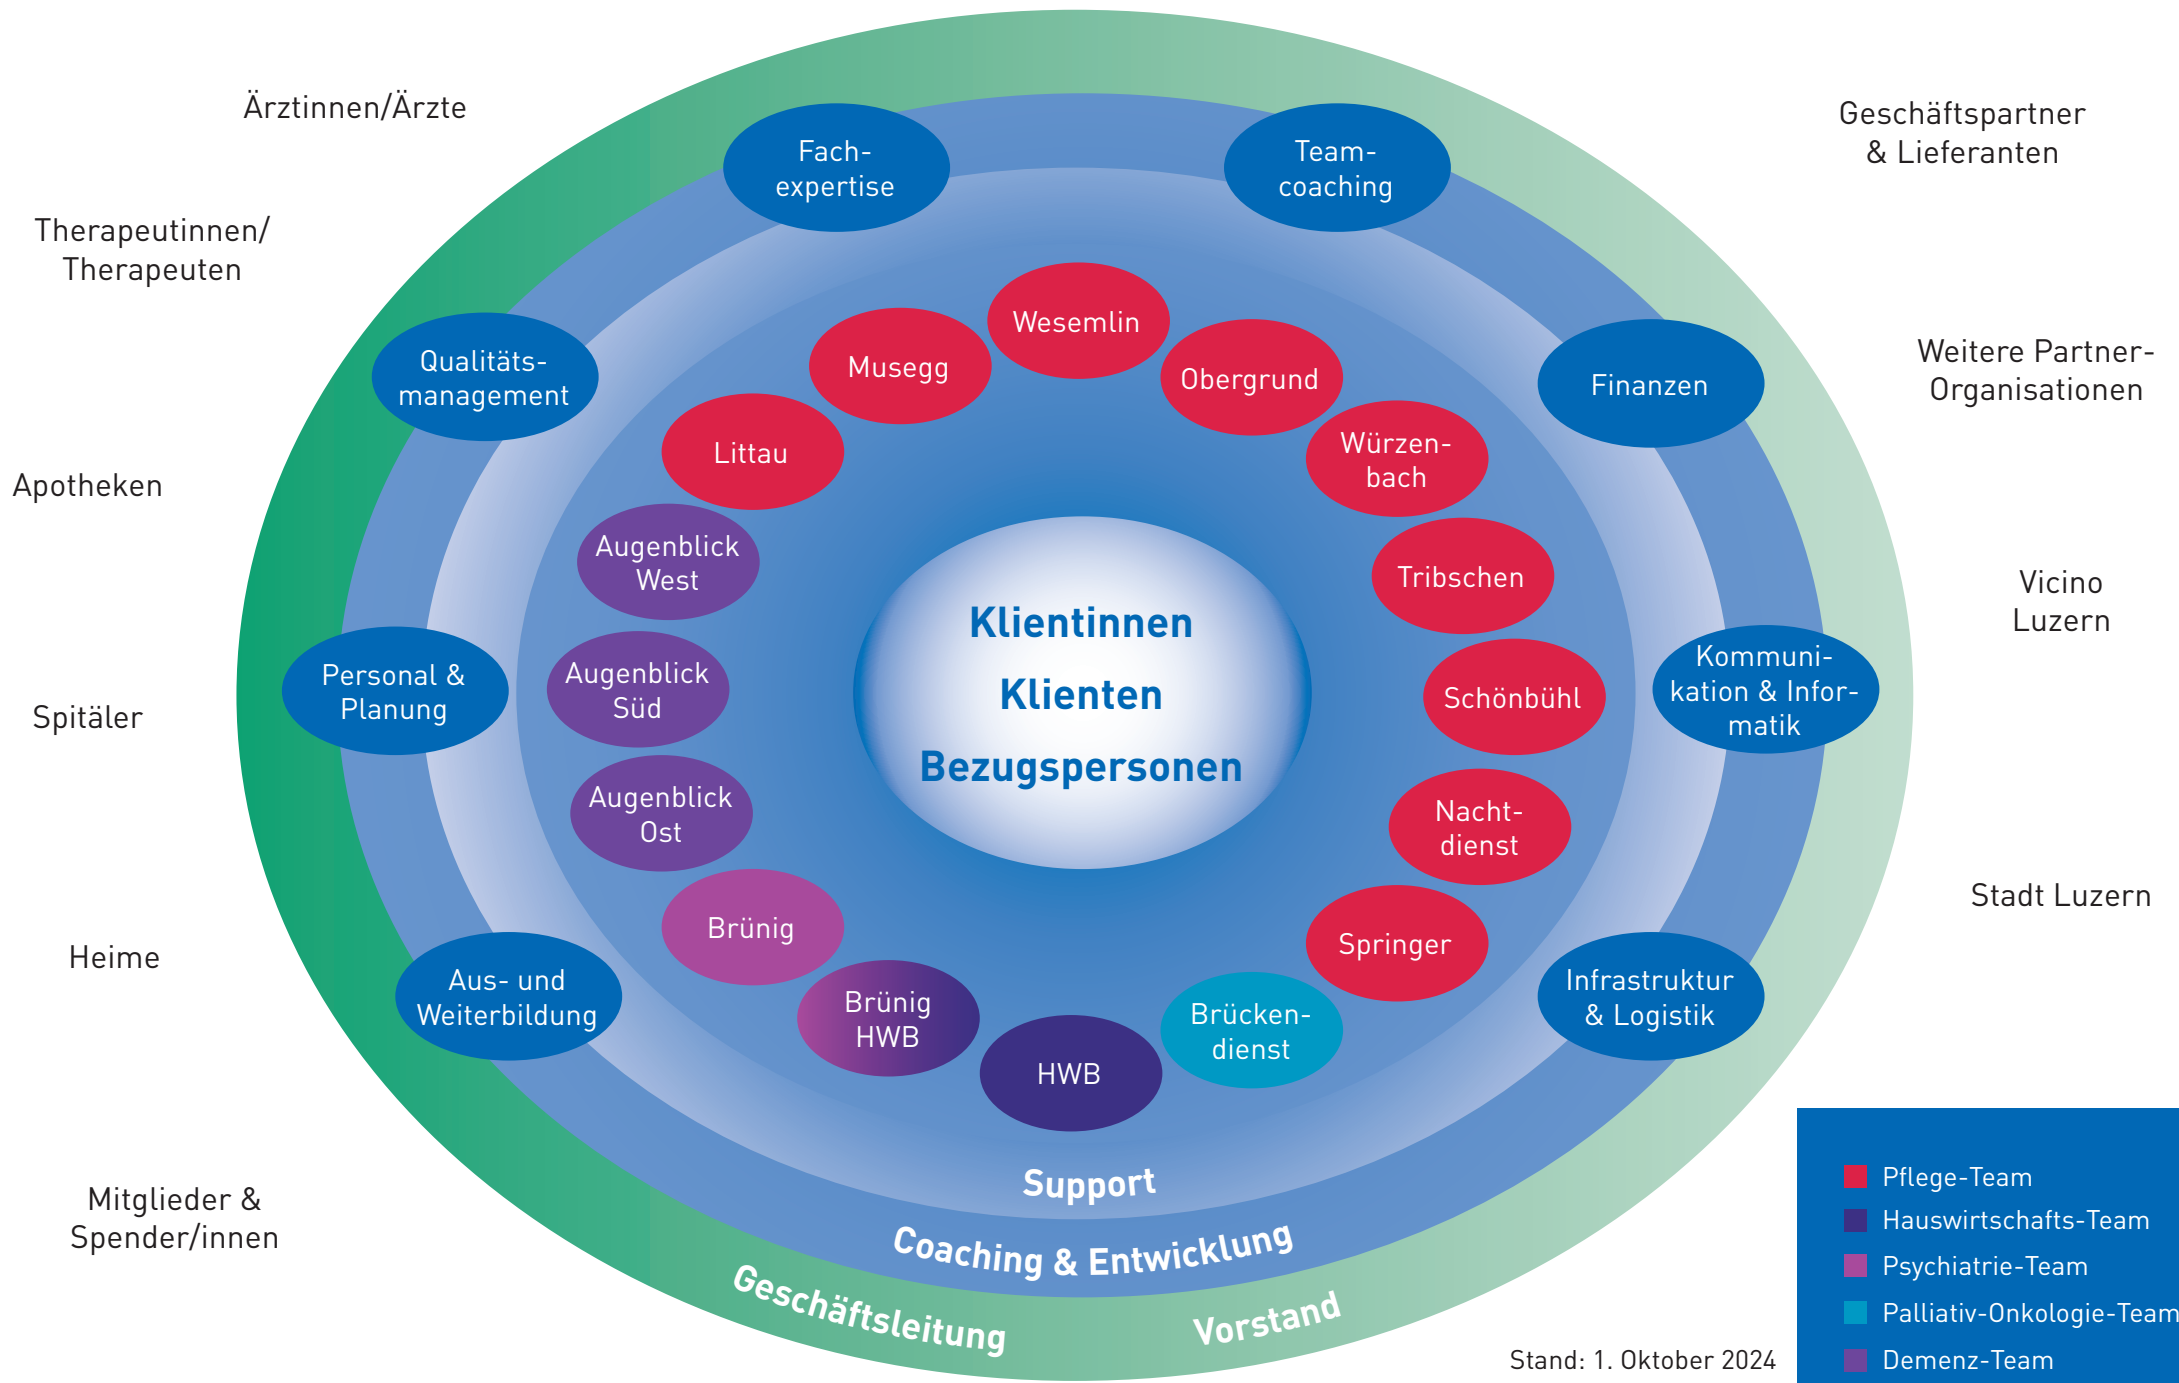 Ärztinnen/Ärzte
Therapeutinnen/
Therapeuten
Apotheken
Spitäler
Heime
Mitglieder &
Spender/innen
Geschäftspartner
& Lieferanten
Weitere Partner-
Organisationen
Vicino
Luzern
Stadt Luzern
Fach-
expertise
Team-
coaching
Qualitäts-
management
Finanzen
Personal &
Planung
Kommuni-
kation & Infor-
matik
Aus- und
Weiterbildung
Infrastruktur
& Logistik
Wesemlin
Musegg
Obergrund
Littau
Würzen-
bach
Augenblick
West
Tribschen
Augenblick
Süd
Schönbühl
Augenblick
Ost
Nacht-
dienst
Brünig
Springer
Brünig
HWB
HWB
Brücken-
dienst
Klientinnen
Klienten
Bezugspersonen
Support
Coaching & Entwicklung
Geschäftsleitung
Vorstand
Stand: 1. Oktober 2024
Pflege-Team
Hauswirtschafts-Team
Psychiatrie-Team
Palliativ-Onkologie-Team
Demenz-Team